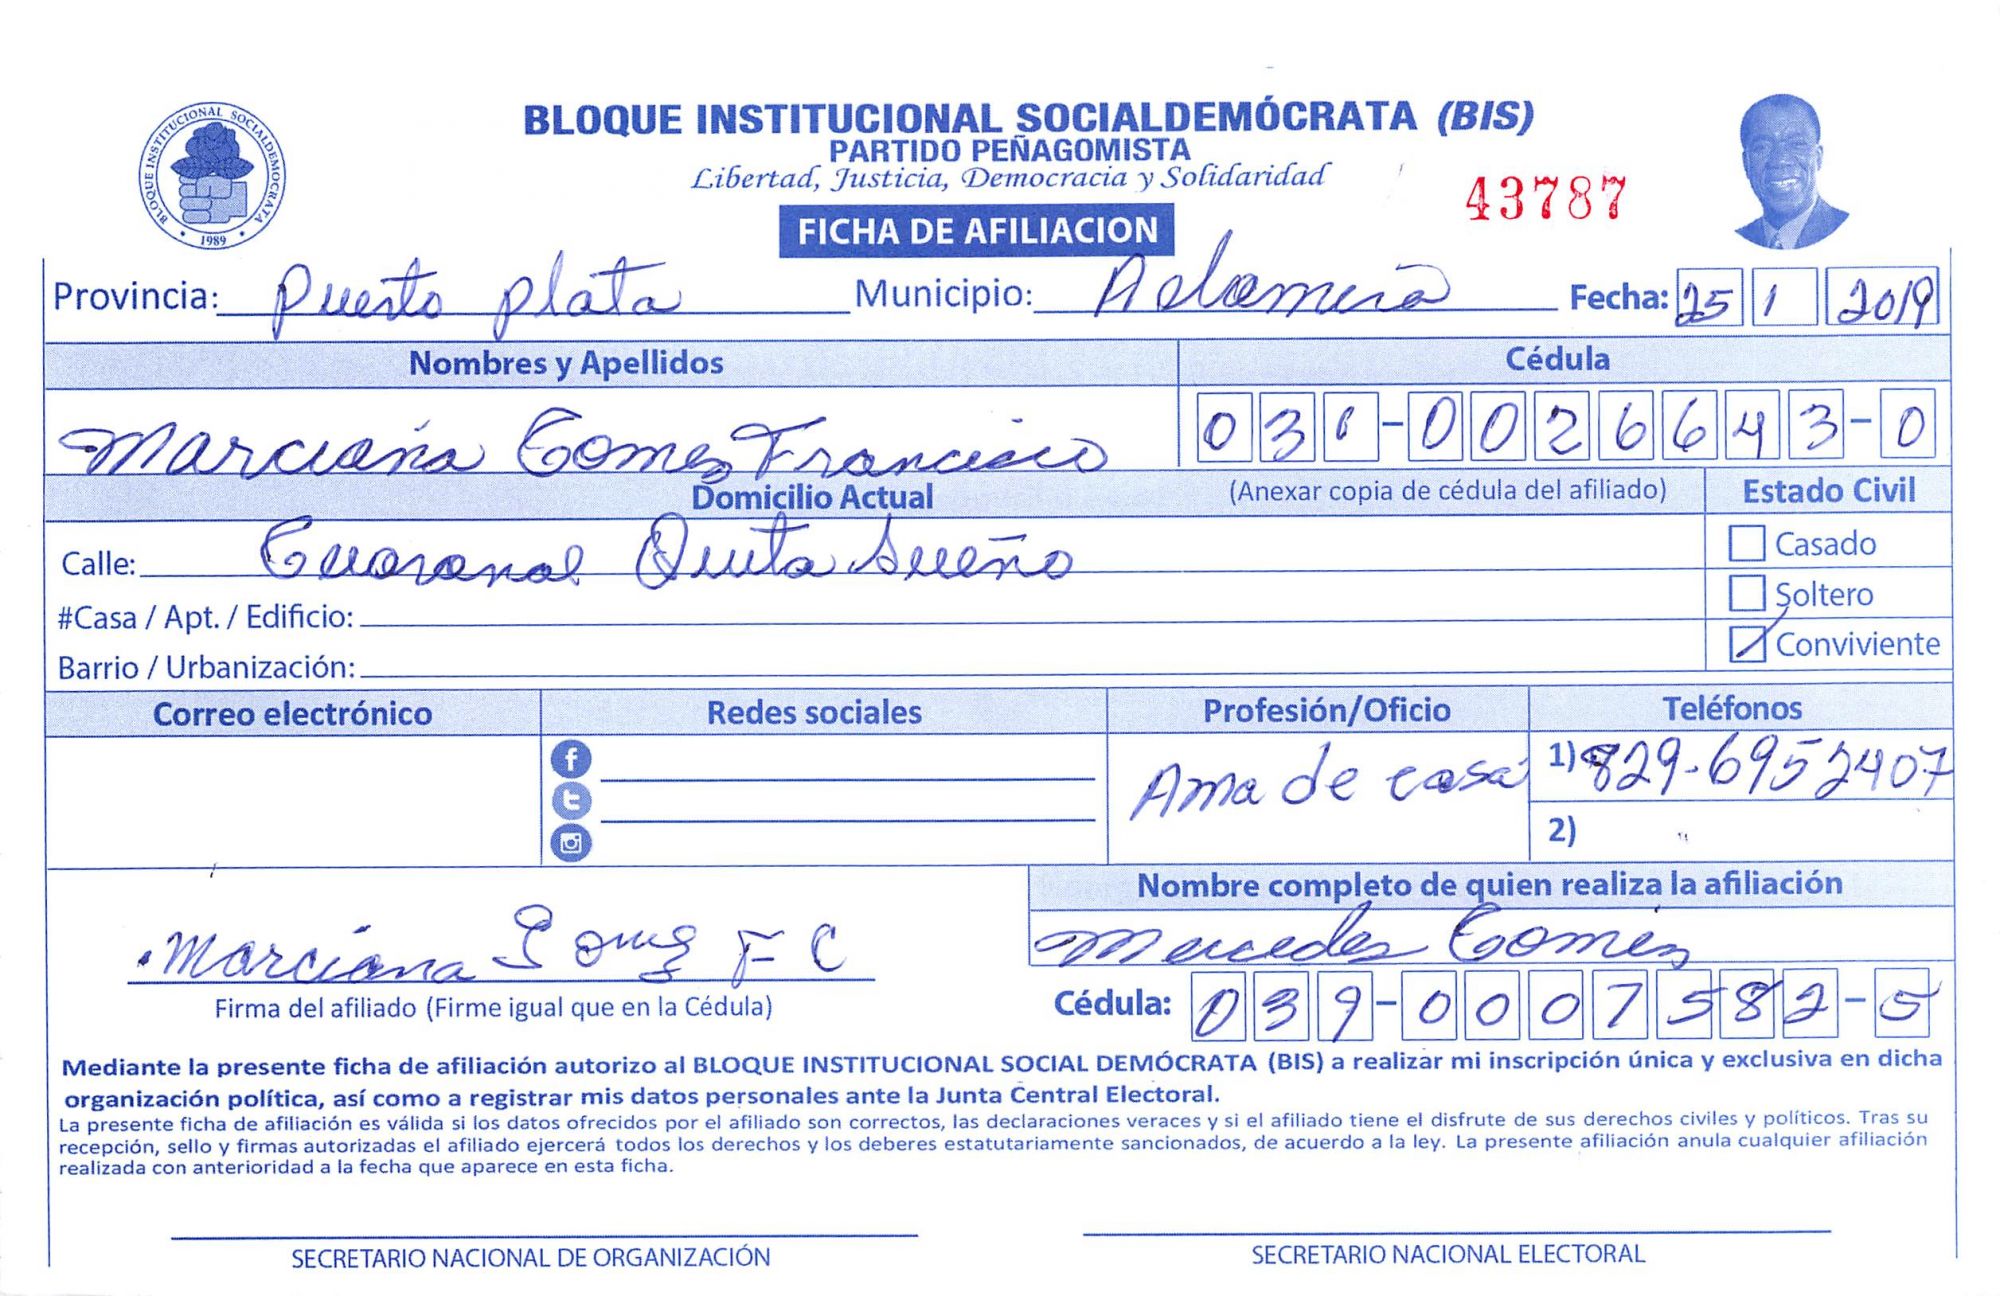 BLOQUE INSTITUCIONAL SOCIALDEMÓCRATA (BIS)
PARTIDO PEÑAGOMISTA
Libertad, Justicia, Democracia y Solidaridad
BLOQUE INSTITUCIONAL SOCIALDEMOCRATA
1989
43787
FICHA DE AFILIACION
Provincia: Puerto plata Municipio: Fecha: 25 1 2019
Nombres y Apellidos Cédula
Marciana Gomez Francisco 031-0026643-0
Domicilio Actual (Anexar copia de cédula del afiliado) Estado Civil
Calle: Guaranal Quita Sueño Casado
#Casa / Apt. / Edificio: Soltero
Barrio / Urbanización: Conviviente
Correo electrónico Redes sociales Profesión/Oficio Teléfonos
Ama de casa 1) 829-6952407
2)
Nombre completo de quien realiza la afiliación
Marciana Gomez F C Mercedes Gomez
Firma del afiliado (Firme igual que en la Cédula) Cédula: 039-0007582-5
Mediante la presente ficha de afiliación autorizo al BLOQUE INSTITUCIONAL SOCIAL DEMÓCRATA (BIS) a realizar mi inscripción única y exclusiva en dicha
organización política, así como a registrar mis datos personales ante la Junta Central Electoral.
La presente ficha de afiliación es válida si los datos ofrecidos por el afiliado son correctos, las declaraciones veraces y si el afiliado tiene el disfrute de sus derechos civiles y políticos. Tras su
recepción, sello y firmas autorizadas el afiliado ejercerá todos los derechos y los deberes estatutariamente sancionados, de acuerdo a la ley. La presente afiliación anula cualquier afiliación
realizada con anterioridad a la fecha que aparece en esta ficha.
SECRETARIO NACIONAL DE ORGANIZACIÓN SECRETARIO NACIONAL ELECTORAL